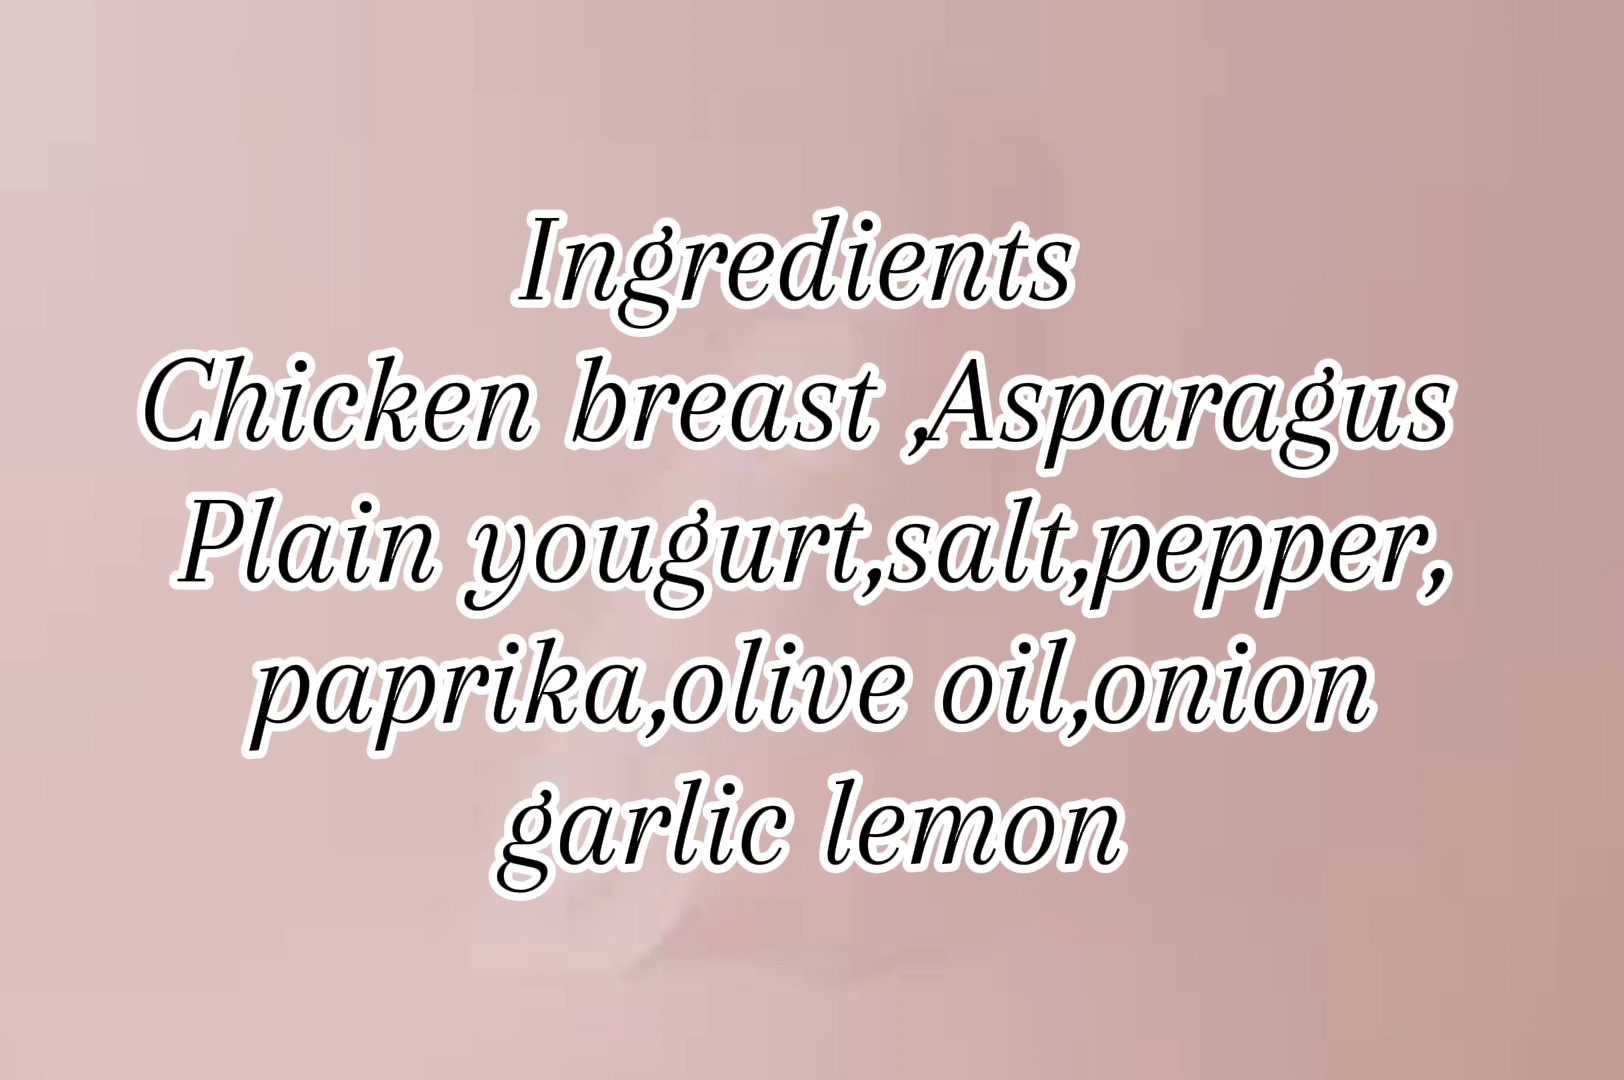 Ingredients
Chicken breast ,Asparagus
Plain yougurt,salt,pepper,
paprika,olive oil,onion
garlic lemon